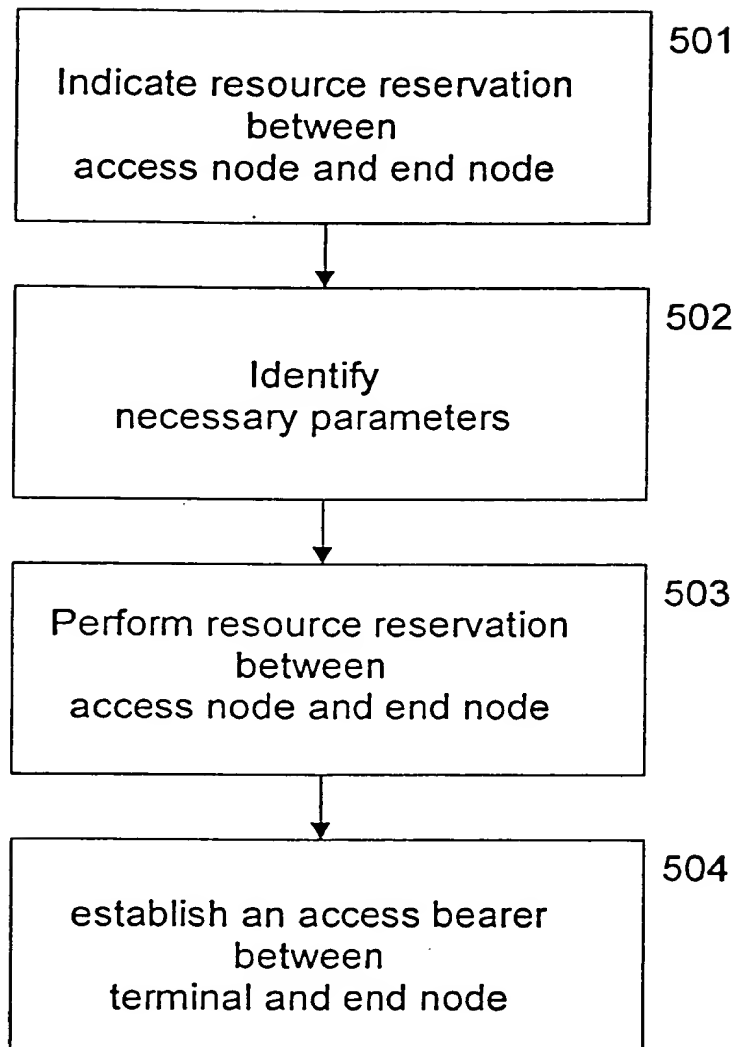 501
Indicate resource reservation
between
access node and end node
502
Identify
necessary parameters
503
Perform resource reservation
between
access node and end node
504
establish an access bearer
between
terminal and end node